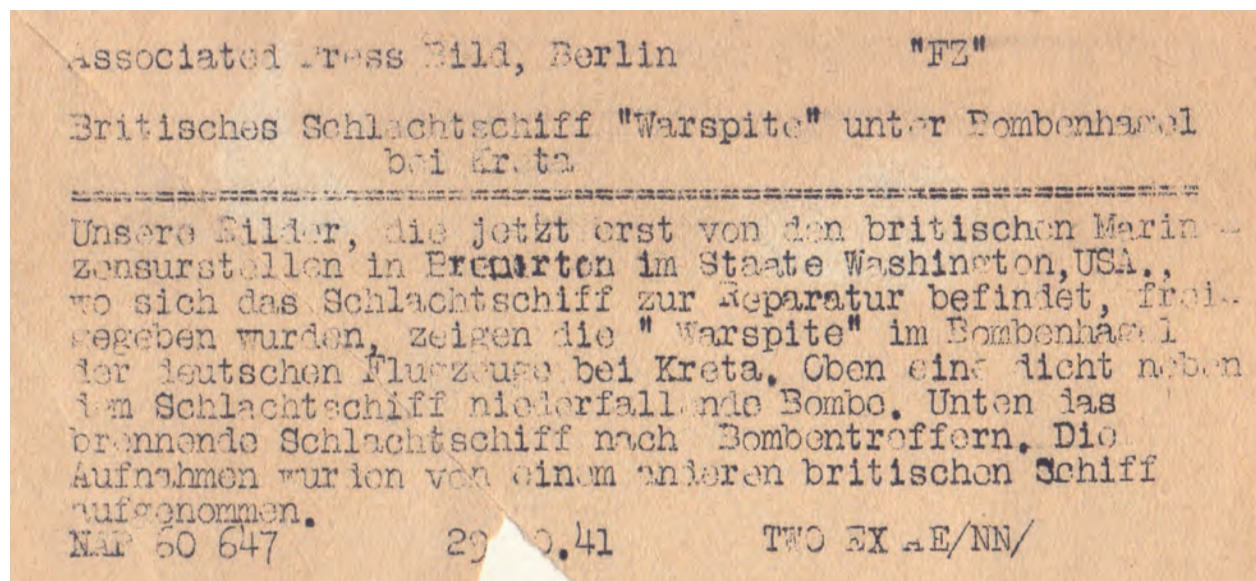 Associated Press Bild, Berlin "FZ"
Britisches Schlachtschiff "Warspite" unter Bombenhagel
bei Kreta
==================================================
Unsere Bilder, die jetzt erst von den britischen Marine-
zensurstellen in Bremerton im Staate Washington,USA.,
wo sich das Schlachtschiff zur Reparatur befindet, frei-
gegeben wurden, zeigen die " Warspite" im Bombenhagel
der deutschen Flugzeuge bei Kreta. Oben eine dicht neben
dem Schlachtschiff niederfallende Bombe. Unten das
brennende Schlachtschiff nach Bombentreffern. Die
Aufnahmen wurden von einem anderen britischen Schiff
aufgenommen.
NAP 60 647 TWO EX AE/NN/